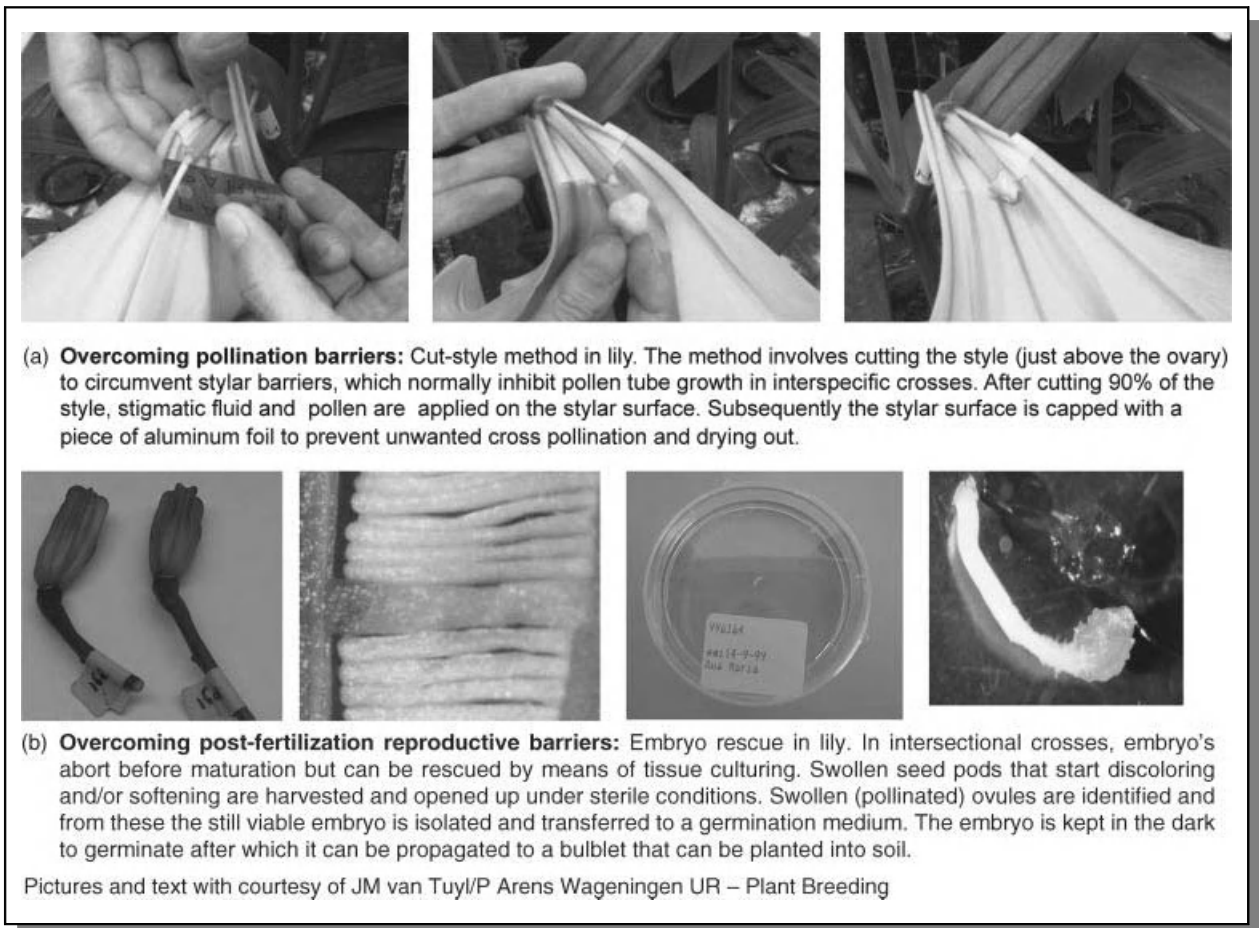 (a) Overcoming pollination barriers: Cut-style method in lily. The method involves cutting the style (just above the ovary)
to circumvent stylar barriers, which normally inhibit pollen tube growth in interspecific crosses. After cutting 90% of the
style, stigmatic fluid and pollen are applied on the stylar surface. Subsequently the stylar surface is capped with a
piece of aluminum foil to prevent unwanted cross pollination and drying out.
(b) Overcoming post-fertilization reproductive barriers: Embryo rescue in lily. In intersectional crosses, embryo's
abort before maturation but can be rescued by means of tissue culturing. Swollen seed pods that start discoloring
and/or softening are harvested and opened up under sterile conditions. Swollen (pollinated) ovules are identified and
from these the still viable embryo is isolated and transferred to a germination medium. The embryo is kept in the dark
to germinate after which it can be propagated to a bulblet that can be planted into soil.
Pictures and text with courtesy of JM van Tuyl/P Arens Wageningen UR – Plant Breeding